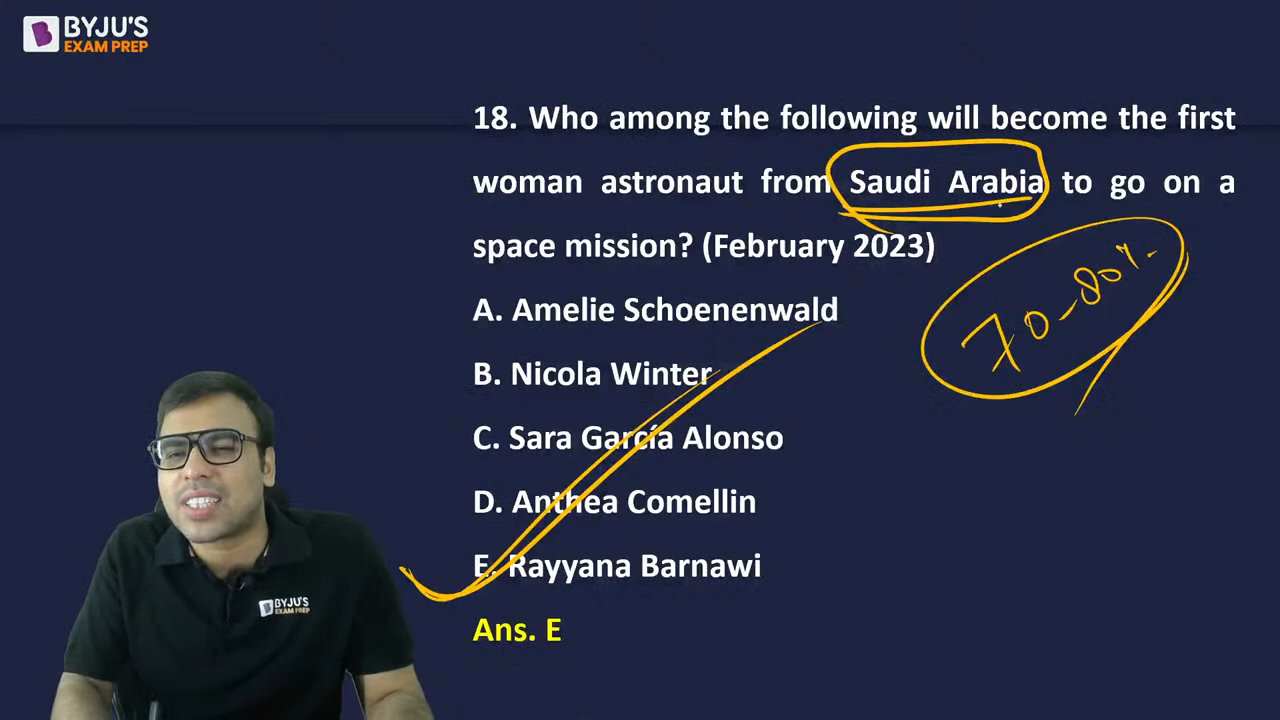 BYJU'S
EXAM PREP
18. Who among the following will become the first
woman astronaut from Saudi Arabia to go on a
space mission? (February 2023)
70-80%.
A. Amelie Schoenenwald
B. Nicola Winter
C. Sara García Alonso
D. Anthea Comellin
E. Rayyana Barnawi
Ans. E
BYJU'S
EXAM PREP